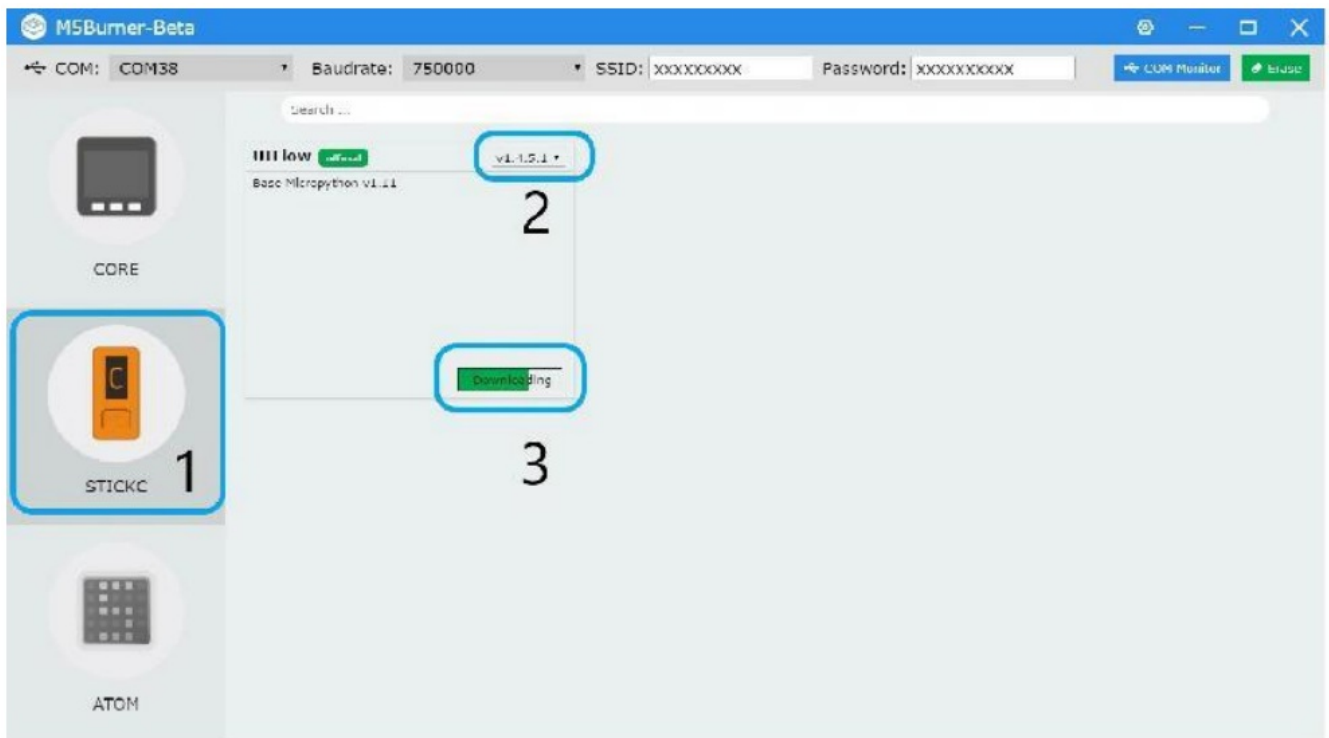 M5Burner-Beta
COM: COM38 Baudrate: 750000 SSID: xxxxxxxxx Password: xxxxxxxxxx COM Monitor Erase
Search ...
UIFlow official v1.4.5.1
Base Micropython v1.11
2
CORE
Downloading
3
C
1
STICKC
ATOM